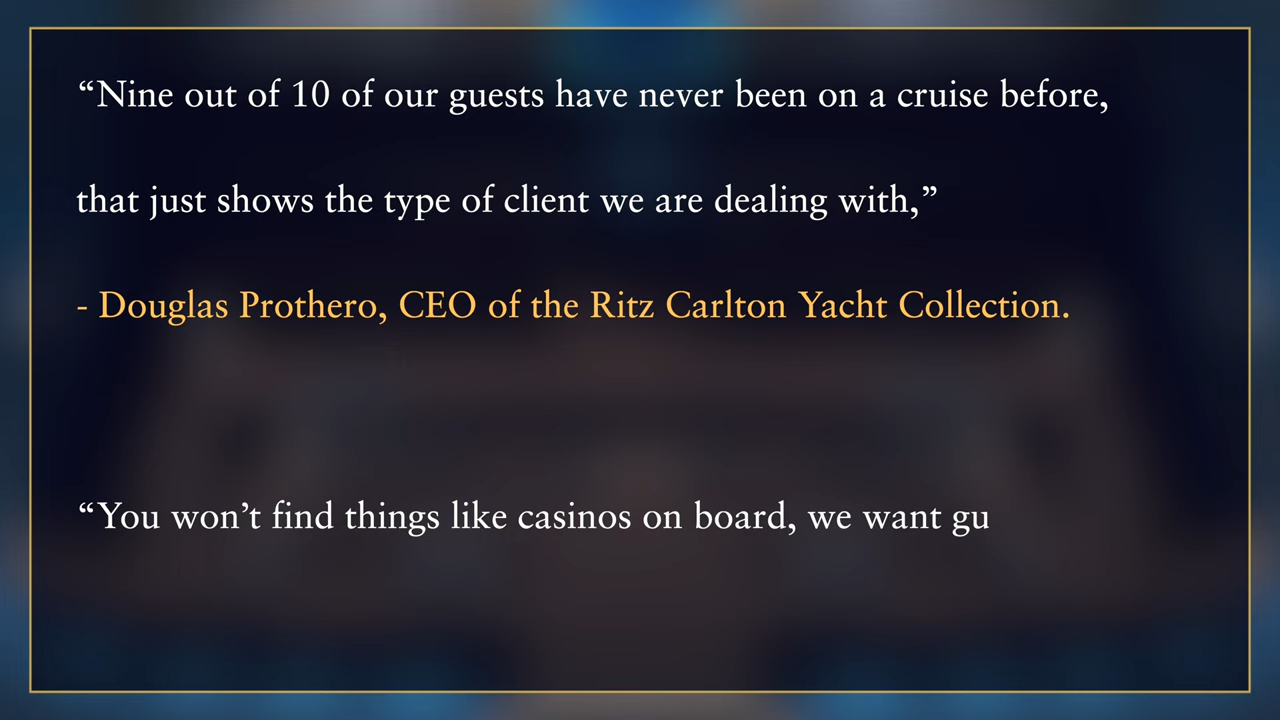 “Nine out of 10 of our guests have never been on a cruise before,
that just shows the type of client we are dealing with,”
- Douglas Prothero, CEO of the Ritz Carlton Yacht Collection.
“You won’t find things like casinos on board, we want gu